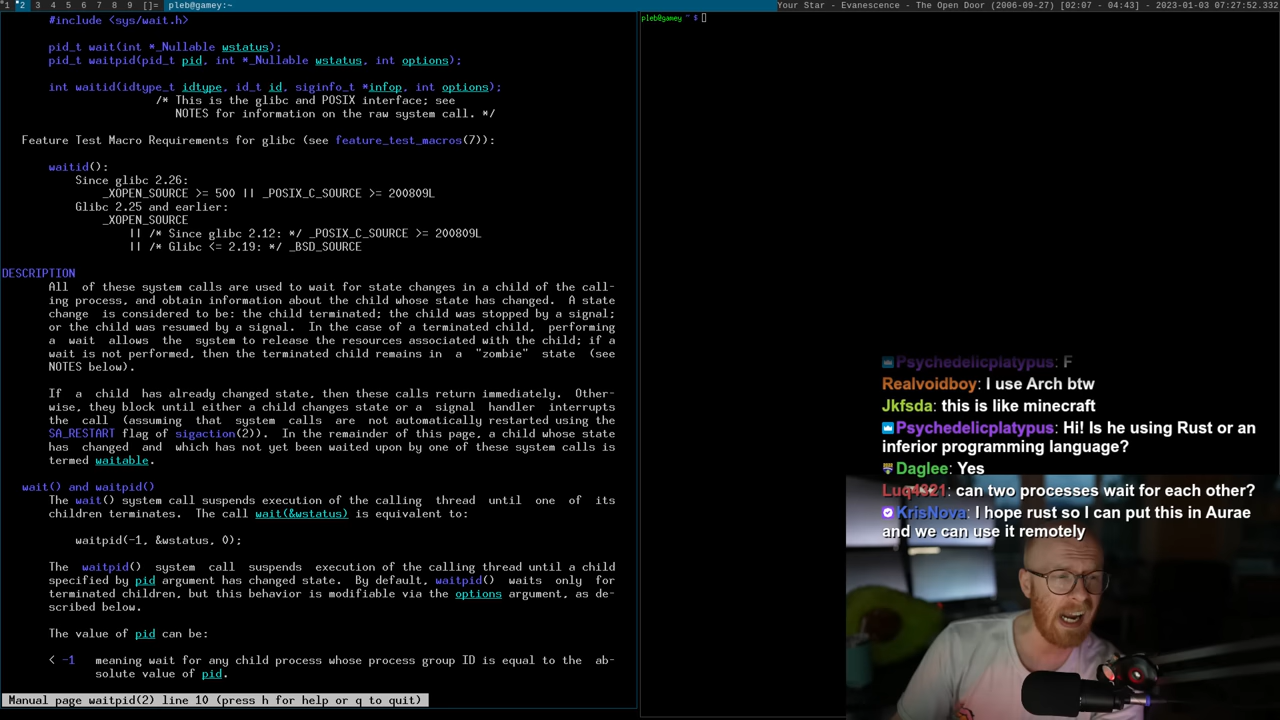 1 2 3 4 5 6 7 8 9 []= pleb@gamey:~
Your Star - Evanescence - The Open Door (2006-09-27) [02:07 - 04:43] - 2023-01-03 07:27:52.332
#include <sys/wait.h>
pid_t wait(int *_Nullable wstatus);
pid_t waitpid(pid_t pid, int *_Nullable wstatus, int options);
int waitid(idtype_t idtype, id_t id, siginfo_t *infop, int options);
/* This is the glibc and POSIX interface; see
NOTES for information on the raw system call. */
Feature Test Macro Requirements for glibc (see feature_test_macros(7)):
waitid():
Since glibc 2.26:
_XOPEN_SOURCE >= 500 || _POSIX_C_SOURCE >= 200809L
Glibc 2.25 and earlier:
_XOPEN_SOURCE
|| /* Since glibc 2.12: */ _POSIX_C_SOURCE >= 200809L
|| /* Glibc <= 2.19: */ _BSD_SOURCE
DESCRIPTION
All of these system calls are used to wait for state changes in a child of the call-
ing process, and obtain information about the child whose state has changed. A state
change is considered to be: the child terminated; the child was stopped by a signal;
or the child was resumed by a signal. In the case of a terminated child, performing
a wait allows the system to release the resources associated with the child; if a
wait is not performed, then the terminated child remains in a "zombie" state (see
NOTES below).
If a child has already changed state, then these calls return immediately. Other-
wise, they block until either a child changes state or a signal handler interrupts
the call (assuming that system calls are not automatically restarted using the
SA_RESTART flag of sigaction(2)). In the remainder of this page, a child whose state
has changed and which has not yet been waited upon by one of these system calls is
termed waitable.
wait() and waitpid()
The wait() system call suspends execution of the calling thread until one of its
children terminates. The call wait(&wstatus) is equivalent to:
waitpid(-1, &wstatus, 0);
The waitpid() system call suspends execution of the calling thread until a child
specified by pid argument has changed state. By default, waitpid() waits only for
terminated children, but this behavior is modifiable via the options argument, as de-
scribed below.
The value of pid can be:
< -1 meaning wait for any child process whose process group ID is equal to the ab-
solute value of pid.
Manual page waitpid(2) line 10 (press h for help or q to quit)
pleb@gamey ~ $
Psychedelicplatypus: F
Realvoidboy: I use Arch btw
Jkfsda: this is like minecraft
Psychedelicplatypus: Hi! Is he using Rust or an
inferior programming language?
Daglee: Yes
Luq4321: can two processes wait for each other?
KrisNova: I hope rust so I can put this in Aurae
and we can use it remotely